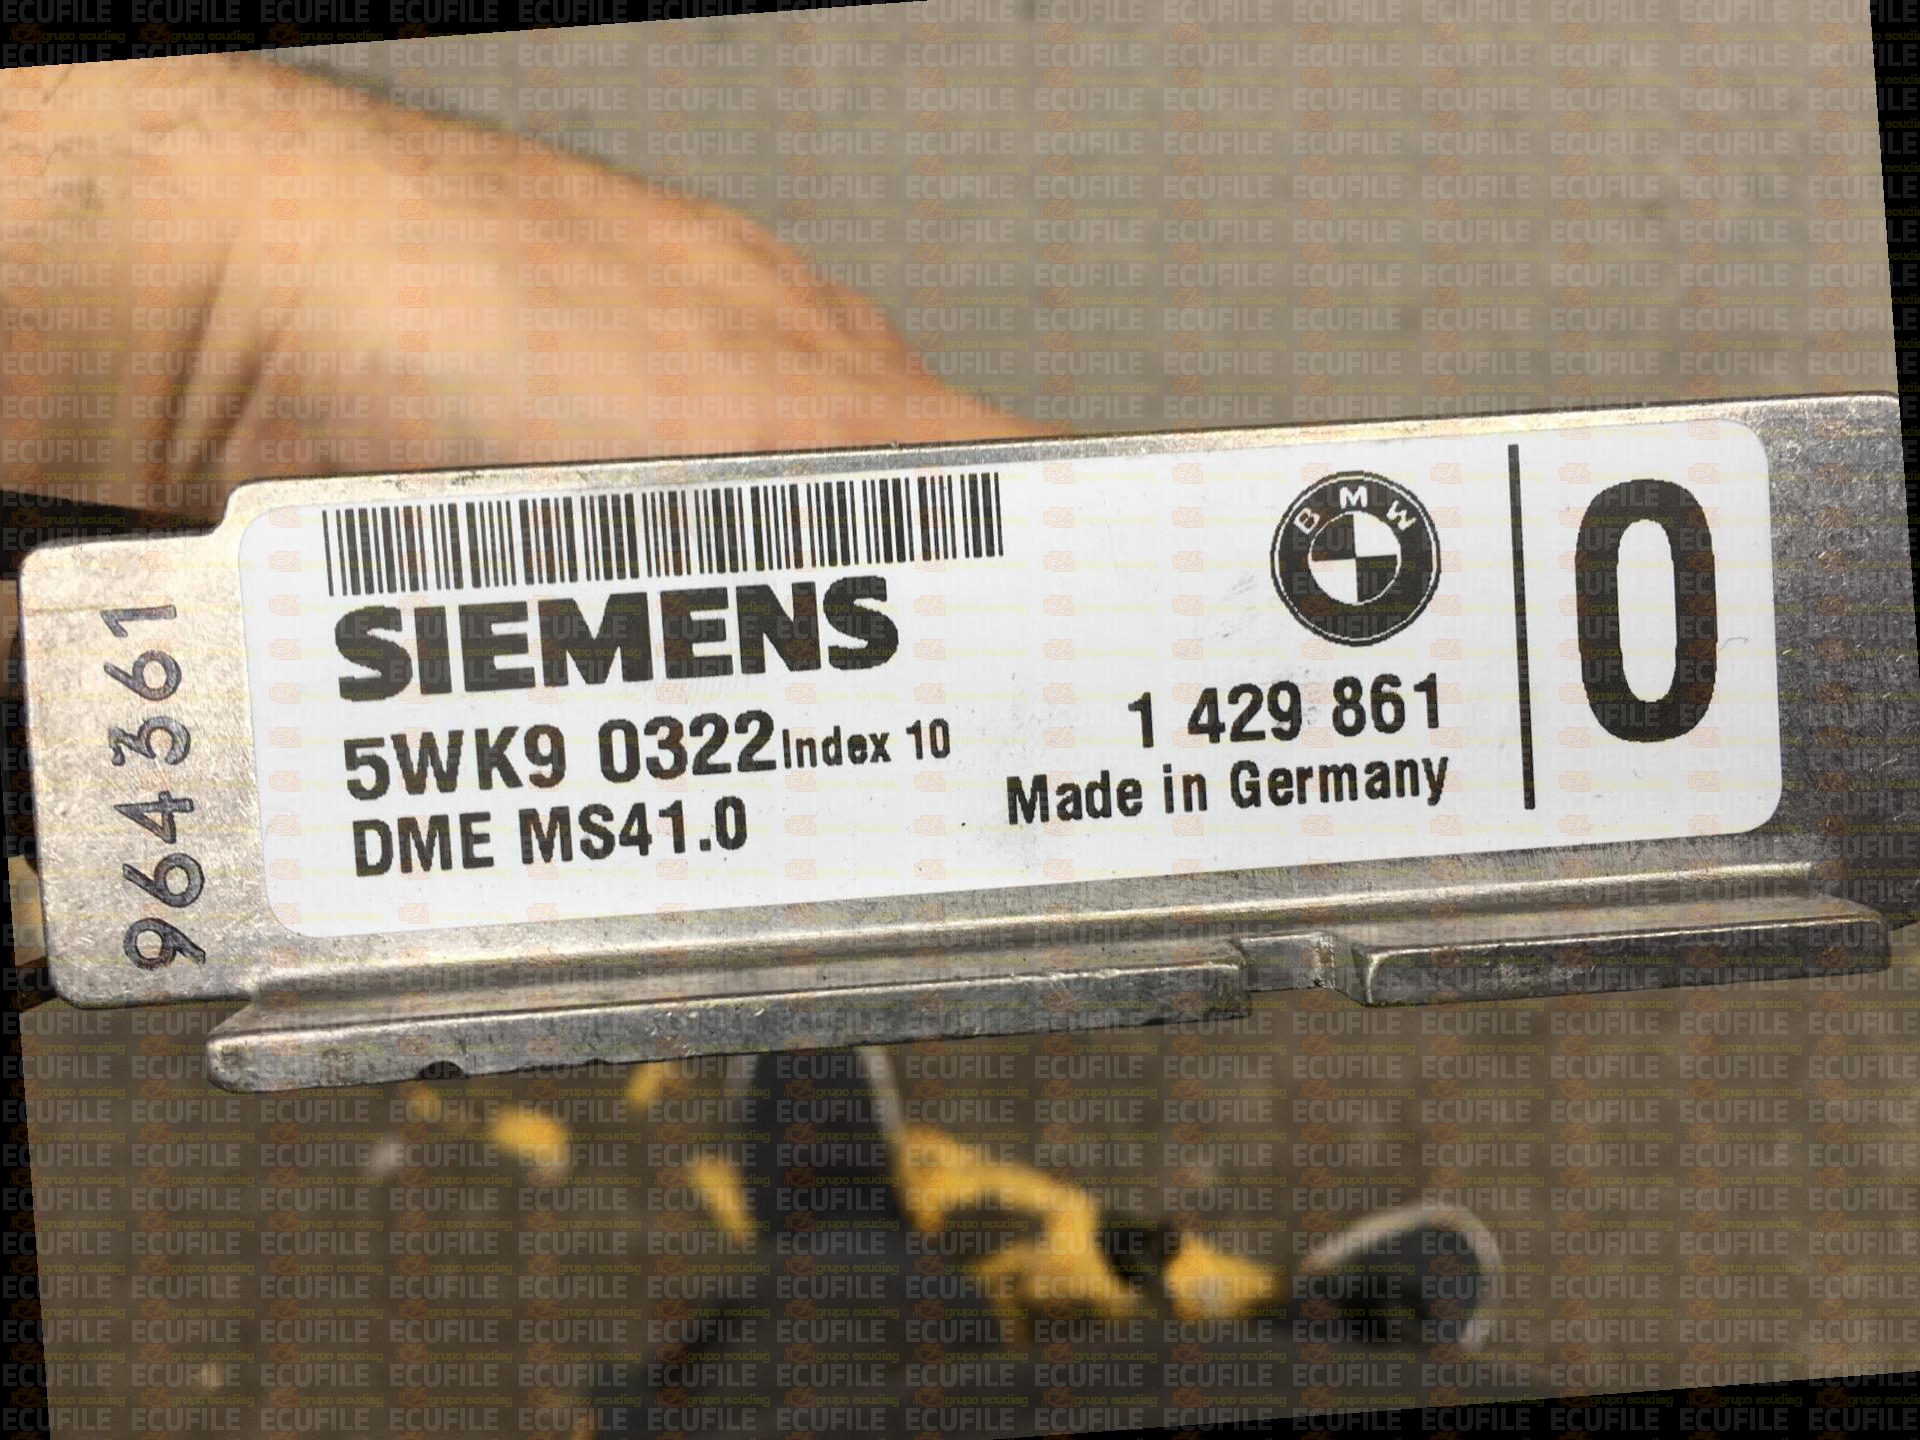 964361
SIEMENS
5WK9 0322 Index 10
DME MS41.0
BMW
1 429 861
Made in Germany
0
ECUFILE
grupo ecudiag